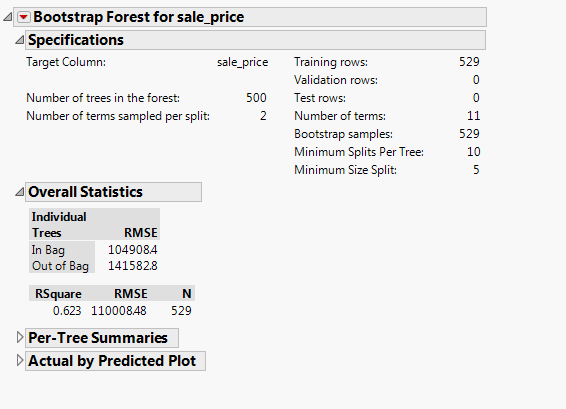 Bootstrap Forest for sale_price
Specifications
Target Column: sale_price Training rows: 529
Validation rows: 0
Number of trees in the forest: 500 Test rows: 0
Number of terms sampled per split: 2 Number of terms: 11
Bootstrap samples: 529
Minimum Splits Per Tree: 10
Minimum Size Split: 5
Overall Statistics
Individual
Trees RMSE
In Bag 104908.4
Out of Bag 141582.8
RSquare RMSE N
0.623 110008.48 529
Per-Tree Summaries
Actual by Predicted Plot